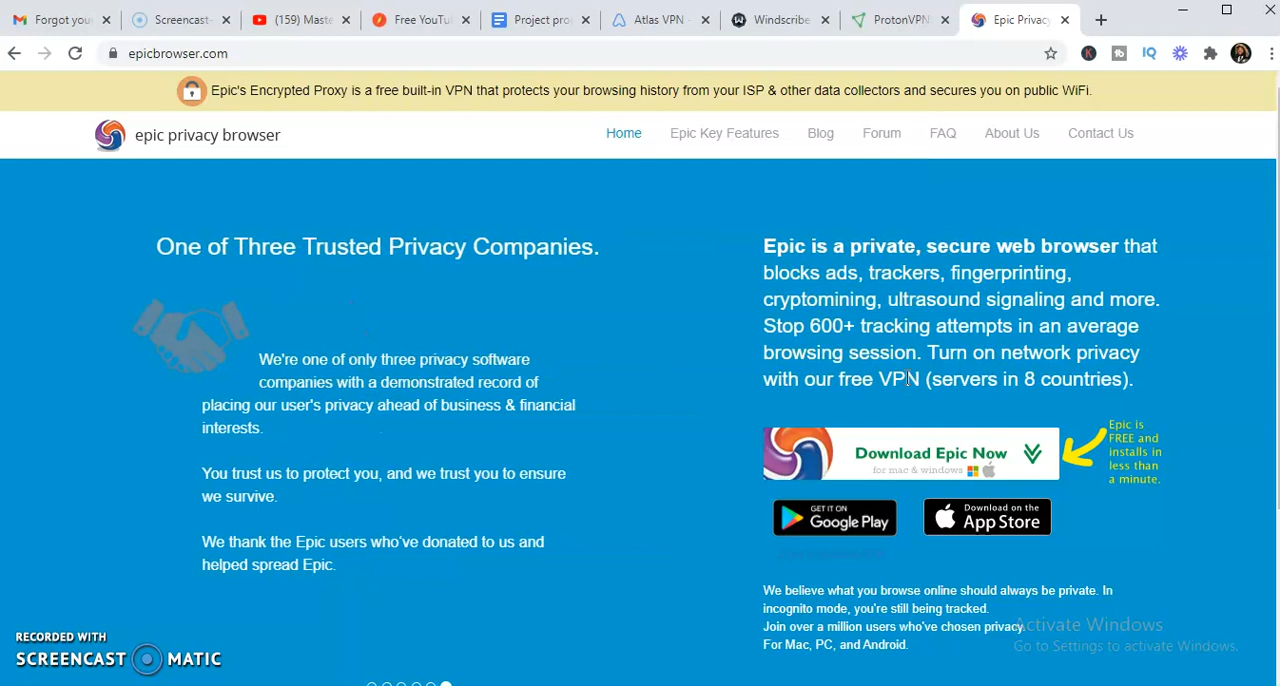 Forgot your
Screencast-
(159) Maste
Free YouTu
Project pro
Atlas VPN -
Windscribe
ProtonVPN
Epic Privacy
epicbrowser.com
Epic's Encrypted Proxy is a free built-in VPN that protects your browsing history from your ISP & other data collectors and secures you on public WiFi.
epic privacy browser
Home
Epic Key Features
Blog
Forum
FAQ
About Us
Contact Us
One of Three Trusted Privacy Companies.
We're one of only three privacy software
companies with a demonstrated record of
placing our user's privacy ahead of business & financial
interests.
You trust us to protect you, and we trust you to ensure
we survive.
We thank the Epic users who've donated to us and
helped spread Epic.
Epic is a private, secure web browser that
blocks ads, trackers, fingerprinting,
cryptomining, ultrasound signaling and more.
Stop 600+ tracking attempts in an average
browsing session. Turn on network privacy
with our free VPN (servers in 8 countries).
Download Epic Now
for mac & windows
Epic is
FREE and
installs in
less than
a minute.
GET IT ON
Google Play
Download on the
App Store
We believe what you browse online should always be private. In
incognito mode, you're still being tracked.
Join over a million users who've chosen privacy.
For Mac, PC, and Android.
Activate Windows
Go to Settings to activate Windows.
RECORDED WITH
SCREENCAST MATIC